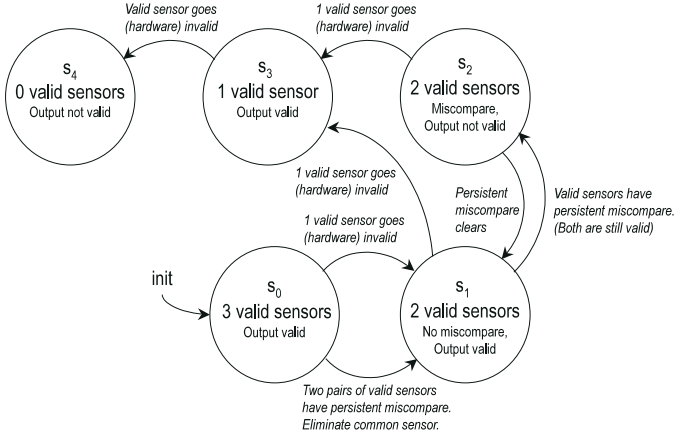 Valid sensor goes
(hardware) invalid
1 valid sensor goes
(hardware) invalid
S4
0 valid sensors
Output not valid
S3
1 valid sensor
Output valid
S2
2 valid sensors
Miscompare,
Output not valid
1 valid sensor goes
(hardware) invalid
Persistent
miscompare
clears
Valid sensors have
persistent miscompare.
(Both are still valid)
1 valid sensor goes
(hardware) invalid
init
S0
3 valid sensors
Output valid
S1
2 valid sensors
No miscompare,
Output valid
Two pairs of valid sensors
have persistent miscompare.
Eliminate common sensor.